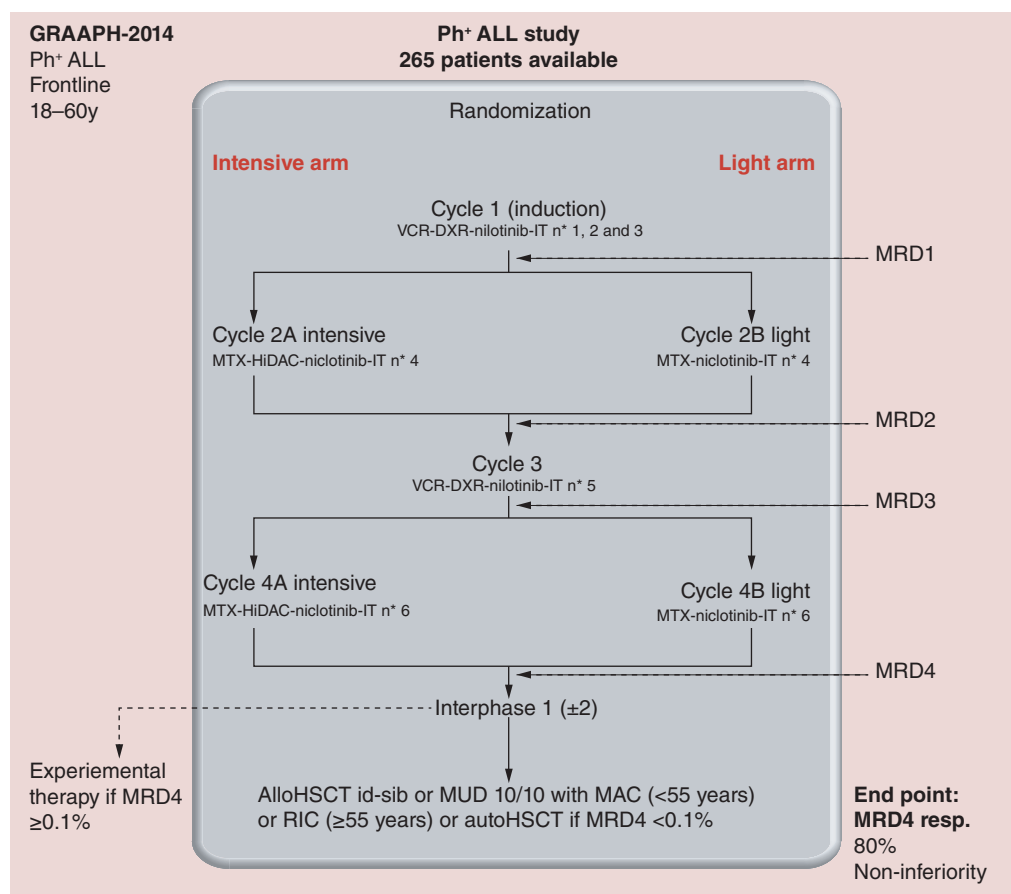 GRAAPH-2014
Ph⁺ ALL
Frontline
18–60y
Ph⁺ ALL study
265 patients available
Randomization
Intensive arm
Light arm
Cycle 1 (induction)
VCR-DXR-nilotinib-IT n* 1, 2 and 3
MRD1
Cycle 2A intensive
MTX-HiDAC-niclotinib-IT n* 4
Cycle 2B light
MTX-niclotinib-IT n* 4
MRD2
Cycle 3
VCR-DXR-nilotinib-IT n* 5
MRD3
Cycle 4A intensive
MTX-HiDAC-niclotinib-IT n* 6
Cycle 4B light
MTX-niclotinib-IT n* 6
MRD4
Interphase 1 (±2)
Experiemental
therapy if MRD4
≥0.1%
AlloHSCT id-sib or MUD 10/10 with MAC (<55 years)
or RIC (≥55 years) or autoHSCT if MRD4 <0.1%
End point:
MRD4 resp.
80%
Non-inferiority